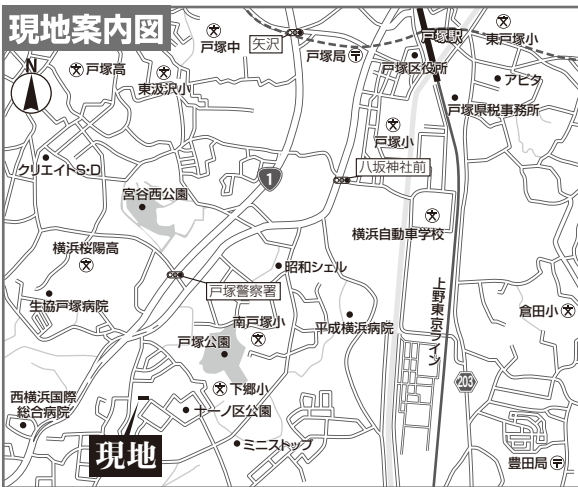 現地案内図
N
戸塚中
矢沢
戸塚局
戸塚駅
東戸塚小
戸塚区役所
アピタ
戸塚高
東汲沢小
戸塚県税事務所
戸塚小
八坂神社前
クリエイトS・D
1
宮谷西公園
横浜自動車学校
横浜桜陽高
昭和シェル
生協戸塚病院
戸塚警察署
上野東京ライン
倉田小
南戸塚小
平成横浜病院
戸塚公園
203
下郷小
西横浜国際
総合病院
ナーノ区公園
現地
ミニストップ
豊田局